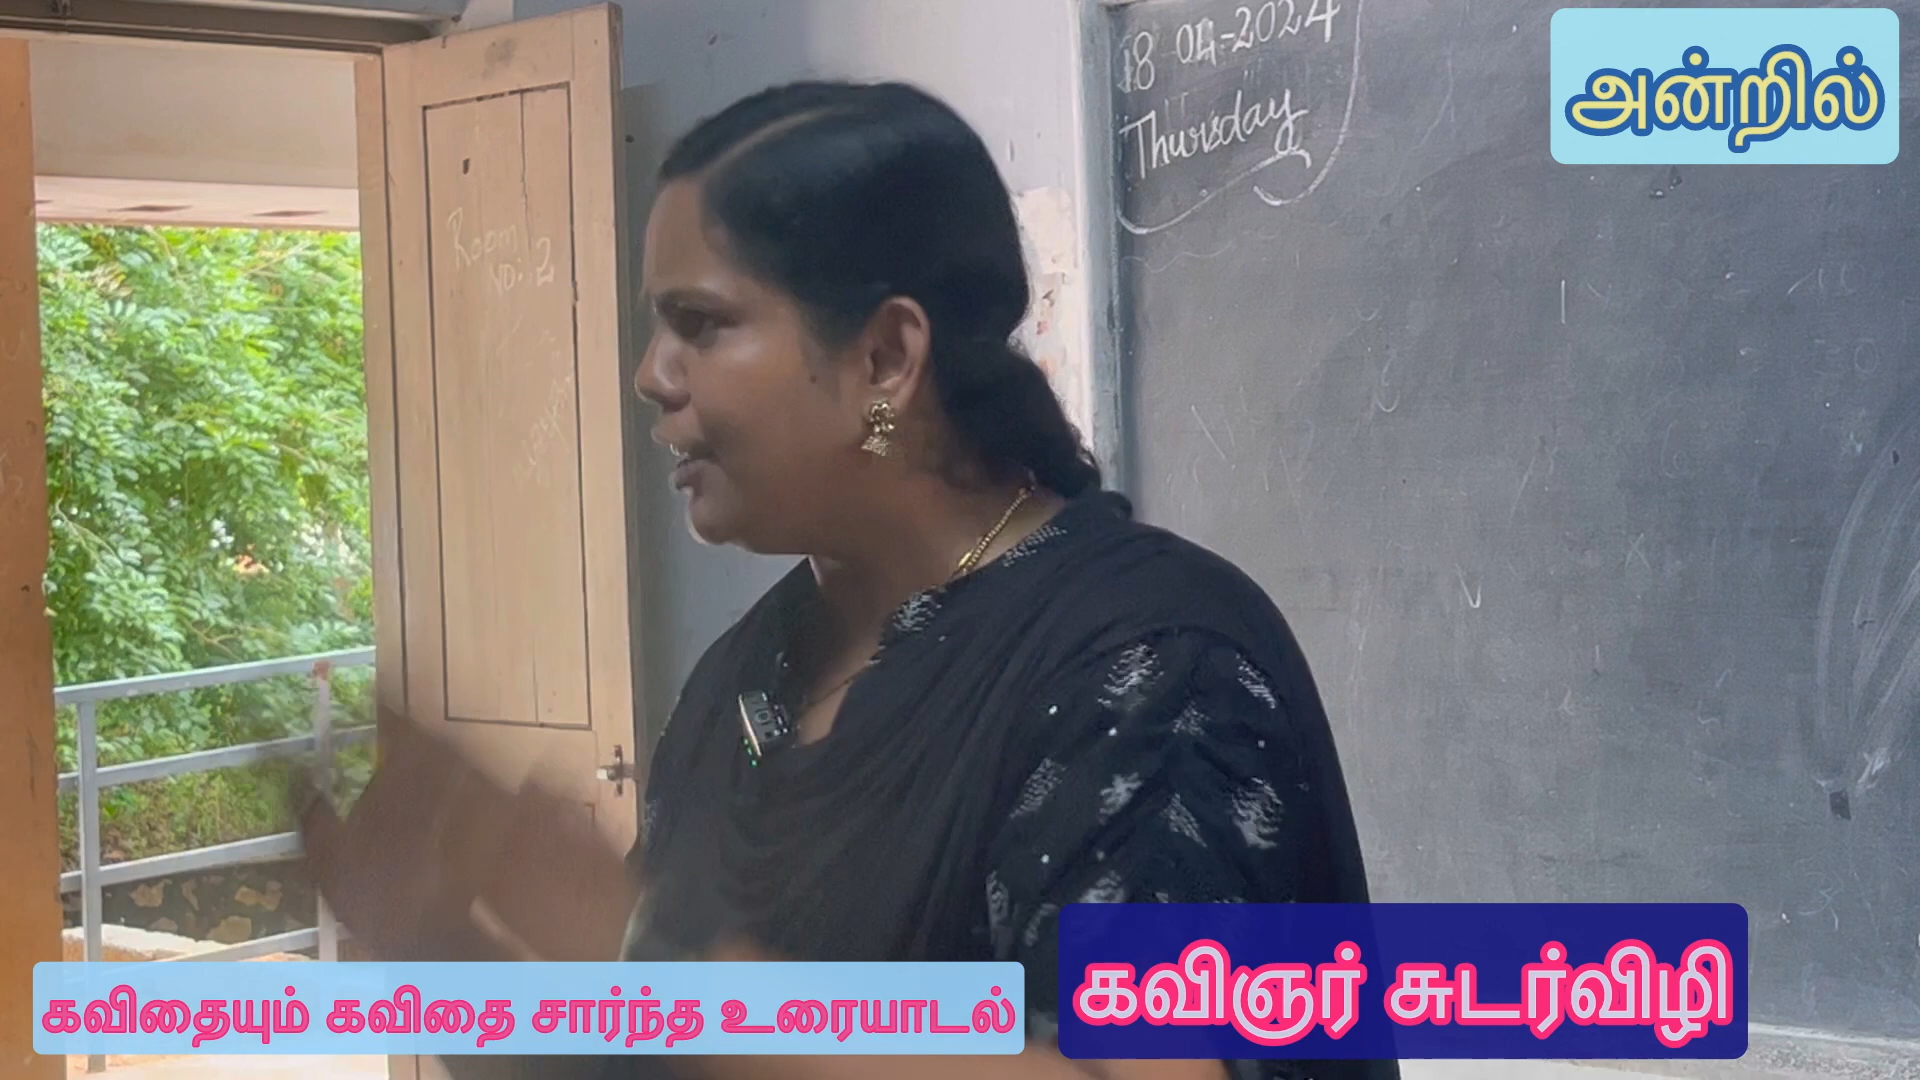 18-04-2024
Thursday
அன்றில்
Room
No: 2
கவிதையும் கவிதை சார்ந்த உரையாடல்
கவிஞர் சுடர்விழி